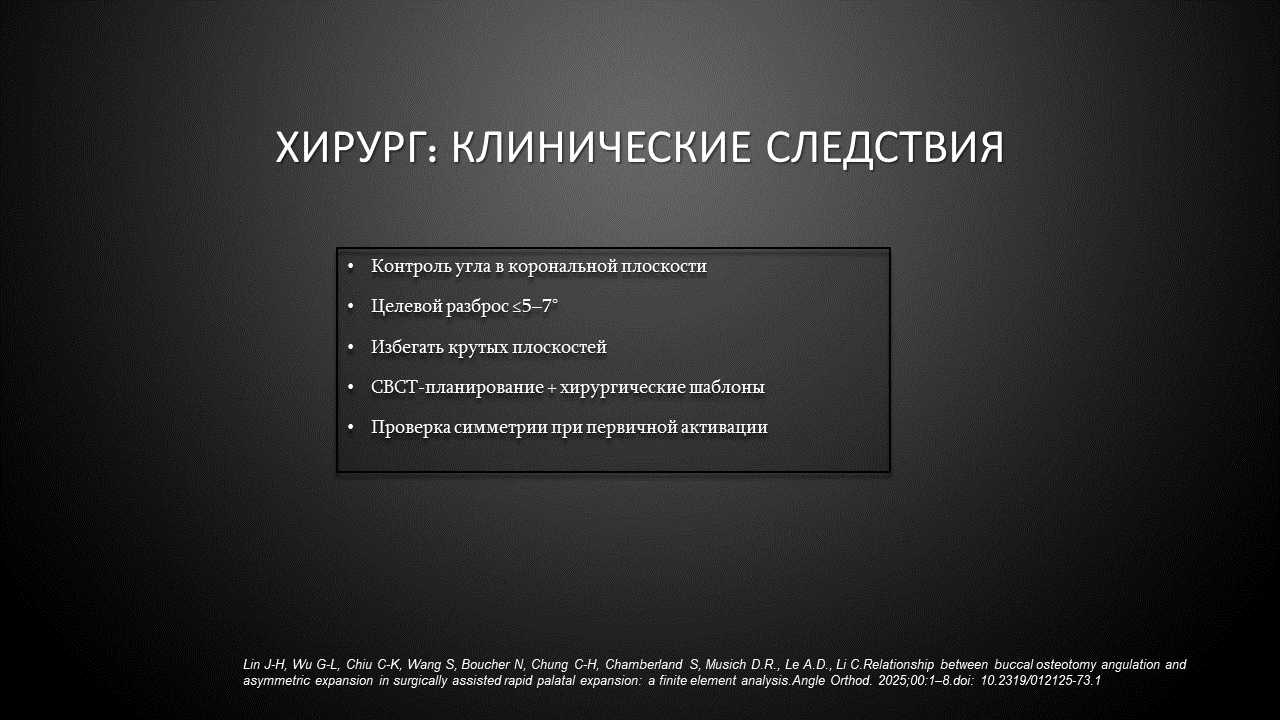 ХИРУРГ: КЛИНИЧЕСКИЕ СЛЕДСТВИЯ
• Контроль угла в корональной плоскости
• Целевой разброс ≤5–7°
• Избегать крутых плоскостей
• CBCT-планирование + хирургические шаблоны
• Проверка симметрии при первичной активации
Lin J-H, Wu G-L, Chiu C-K, Wang S, Boucher N, Chung C-H, Chamberland S, Musich D.R., Le A.D., Li C.Relationship between buccal osteotomy angulation and
asymmetric expansion in surgically assisted rapid palatal expansion: a finite element analysis.Angle Orthod. 2025;00:1–8.doi: 10.2319/012125-73.1